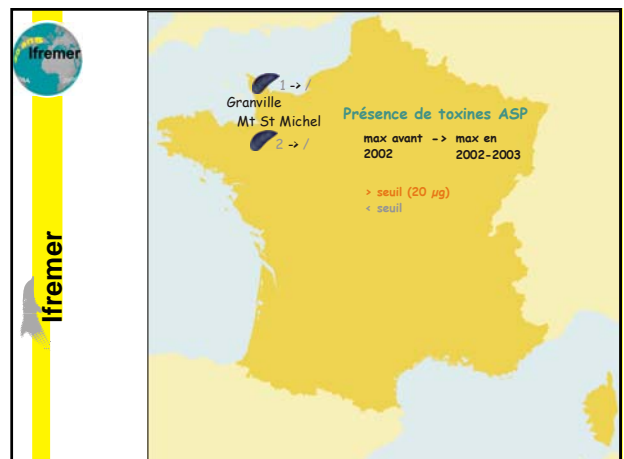 Ifremer
1 -> /
Granville
Mt St Michel
2 -> /
Présence de toxines ASP
max avant -> max en
2002 2002-2003
> seuil (20 µg)
< seuil
Ifremer